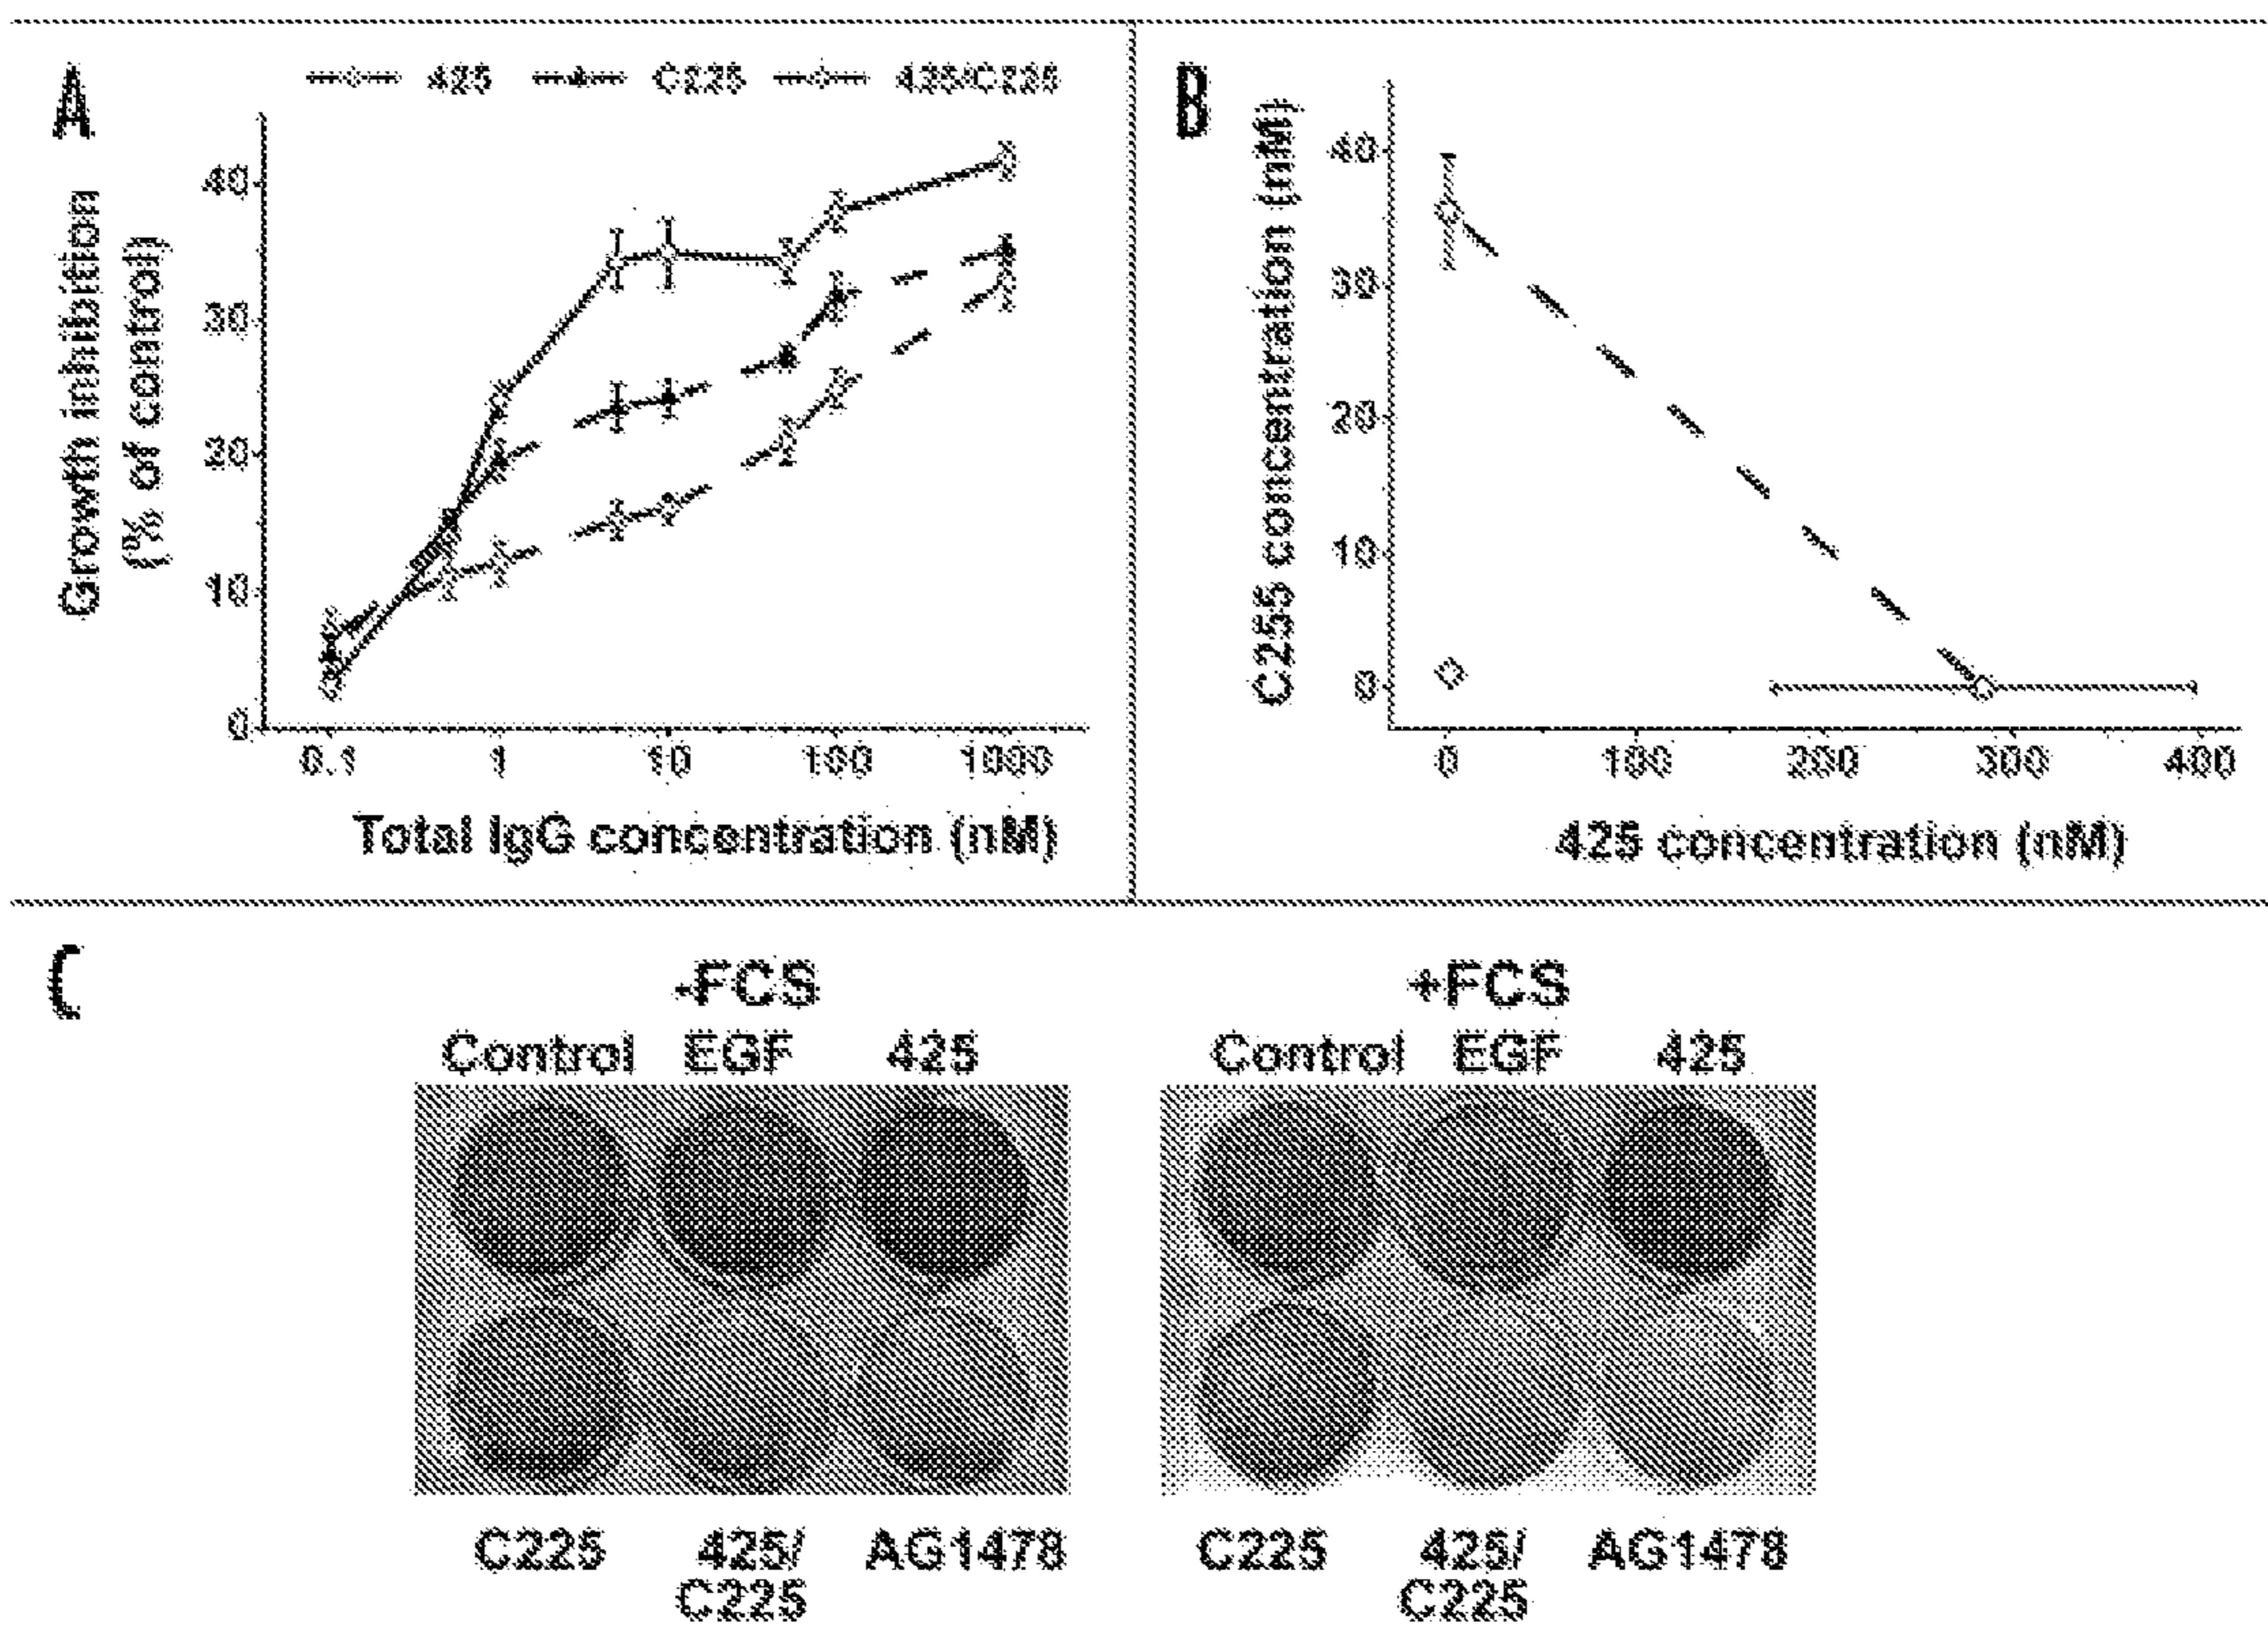 A
425 C225 425/C225
Growth inhibition
(% of control)
40
30
20
10
0
0.1 1 10 100 1000
Total IgG concentration (nM)
B
C255 concentration (nM)
40
30
20
10
0
0 100 200 300 400
425 concentration (nM)
C
-FCS
Control EGF 425
C225 425/ AG1478
C225
+FCS
Control EGF 425
C225 425/ AG1478
C225